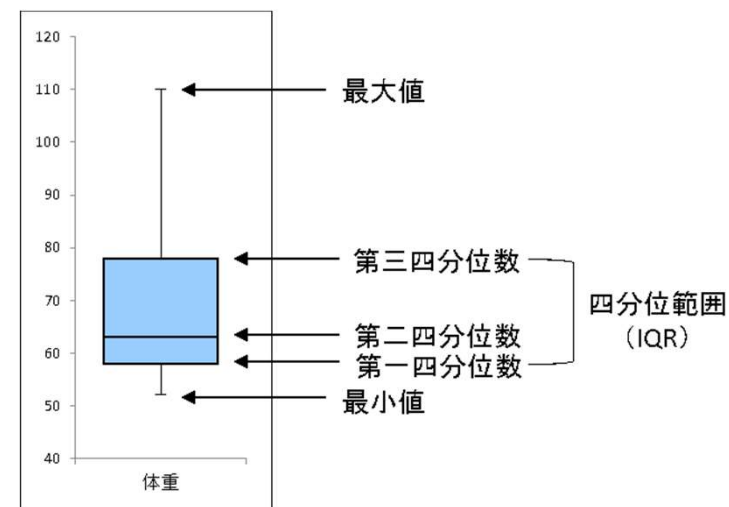 120
110
100
90
80
70
60
50
40
体重
最大値
第三四分位数
第二四分位数
第一四分位数
最小値
四分位範囲
（IQR）